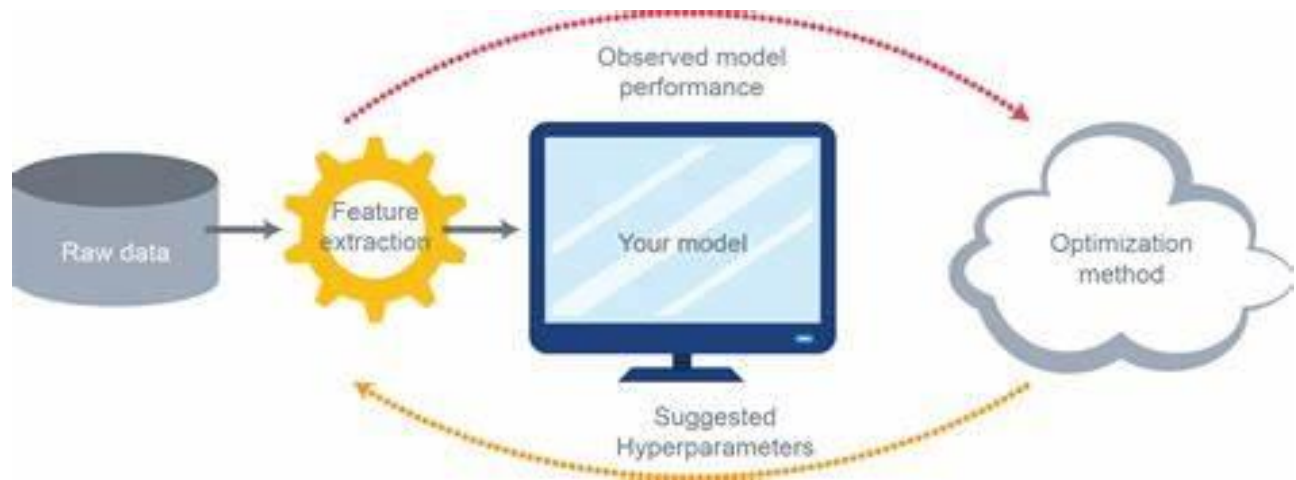 Observed model
performance
Raw data
Feature
extraction
Your model
Optimization
method
Suggested
Hyperparameters